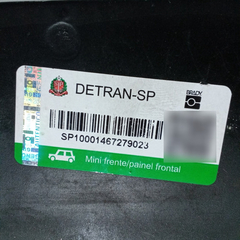 DETRAN-SP
BRADY
SP10001467279023
Mini frente/painel frontal